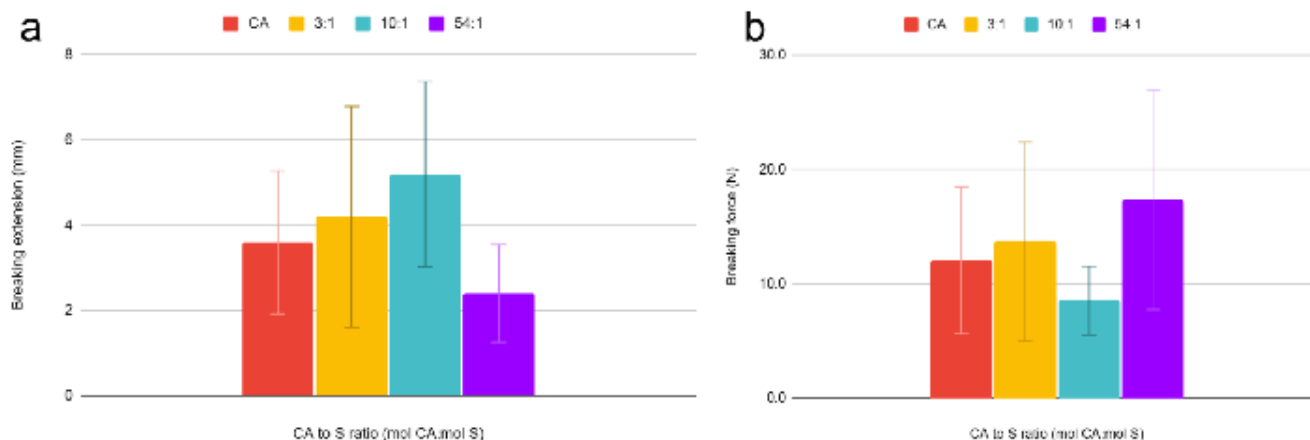 a
CA 3:1 10:1 54:1
8
6
4
2
0
Breaking extension (mm)
CA to S ratio (mol CA:mol S)
b
CA 3:1 10:1 54:1
30.0
20.0
10.0
0.0
Breaking force (N)
CA to S ratio (mol CA:mol S)